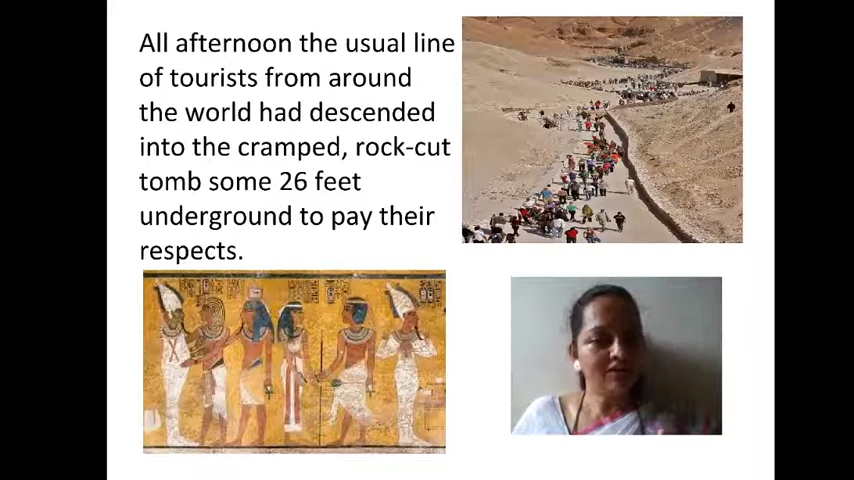 All afternoon the usual line
of tourists from around
the world had descended
into the cramped, rock-cut
tomb some 26 feet
underground to pay their
respects.